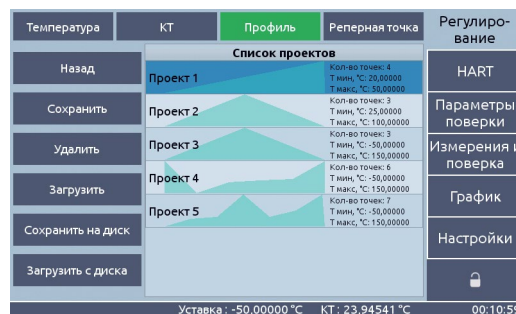 Температура
КТ
Профиль
Реперная точка
Регулиро-
вание
Назад
Сохранить
Удалить
Загрузить
Сохранить на диск
Загрузить с диска
Список проектов
Проект 1
Кол-во точек: 4
Т мин, °C: 20,00000
Т макс, °C: 50,00000
Проект 2
Кол-во точек: 3
Т мин, °C: 25,00000
Т макс, °C: 100,00000
Проект 3
Кол-во точек: 3
Т мин, °C: -50,00000
Т макс, °C: 150,00000
Проект 4
Кол-во точек: 6
Т мин, °C: -50,00000
Т макс, °C: 150,00000
Проект 5
Кол-во точек: 7
Т мин, °C: -50,00000
Т макс, °C: 150,00000
HART
Параметры
поверки
Измерения и
поверка
График
Настройки
Уставка : -50,00000 °C
КТ : 23,94541 °C
00:10:59